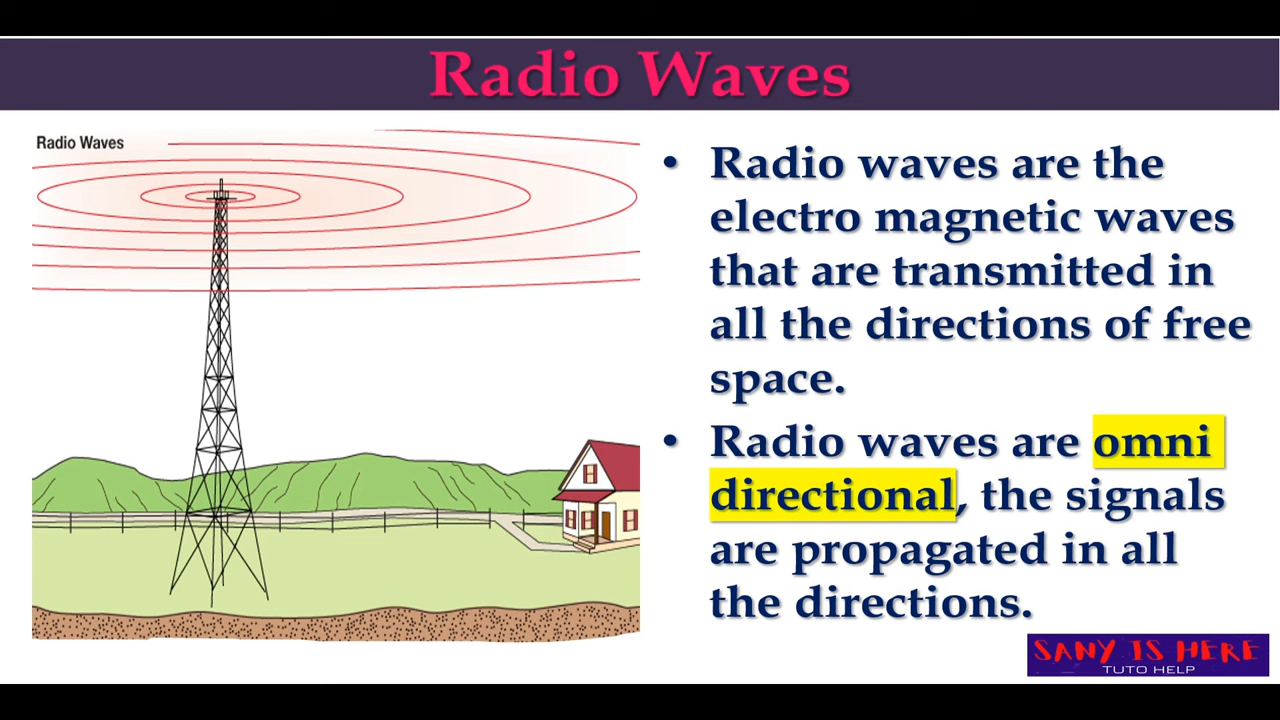 Radio Waves
Radio Waves
• Radio waves are the
electro magnetic waves
that are transmitted in
all the directions of free
space.
• Radio waves are omni
directional, the signals
are propagated in all
the directions.
SANY IS HERE
TUTO HELP